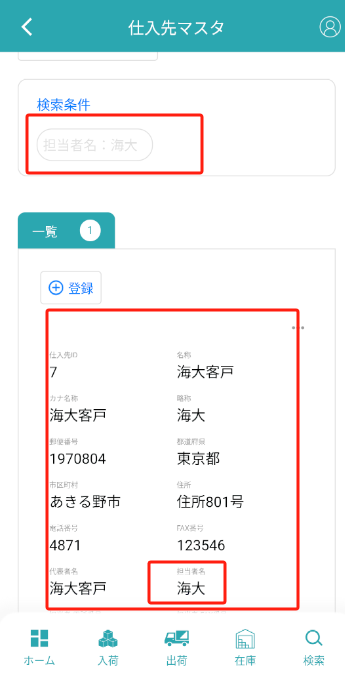 仕入先マスタ
検索条件
担当者名：海大
一覧 1
登録
仕入先ID 名称
7 海大客戸
カナ名称 略称
海大客戸 海大
郵便番号 都道府県
1970804 東京都
市区町村 住所
あきる野市 住所801号
電話番号 FAX番号
4871 123546
代表者名 担当者名
海大客戸 海大
ホーム 入荷 出荷 在庫 検索